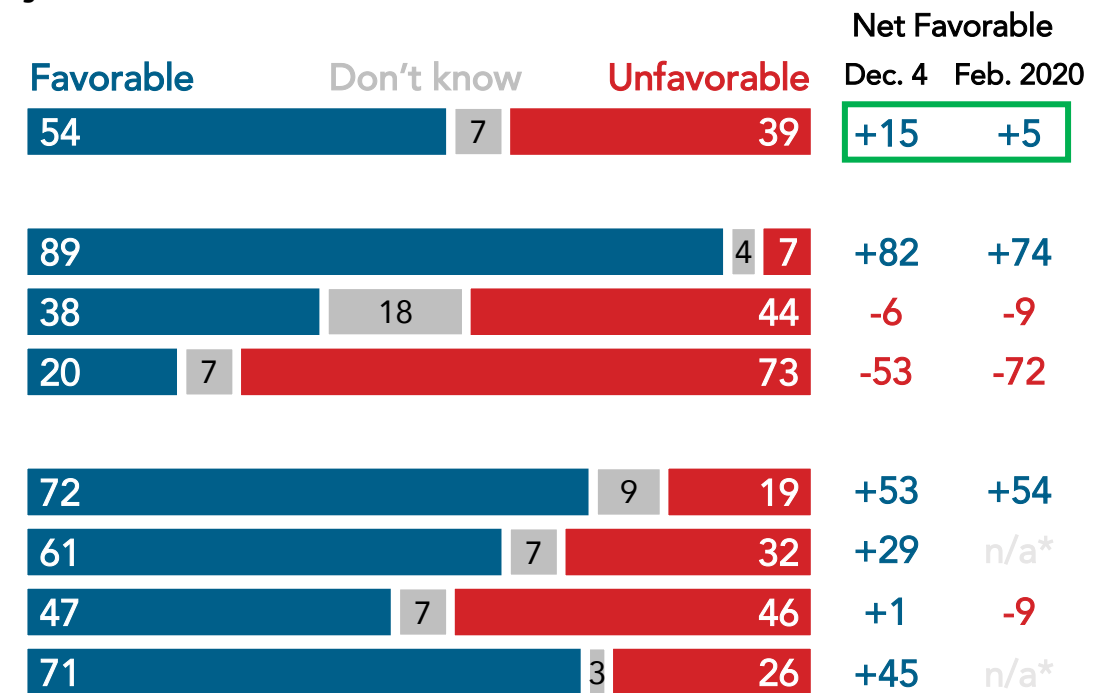 Net Favorable
Favorable Don't know Unfavorable Dec. 4 Feb. 2020
54 7 39 +15 +5
89 4 7 +82 +74
38 18 44 -6 -9
20 7 73 -53 -72
72 9 19 +53 +54
61 7 32 +29 n/a*
47 7 46 +1 -9
71 3 26 +45 n/a*